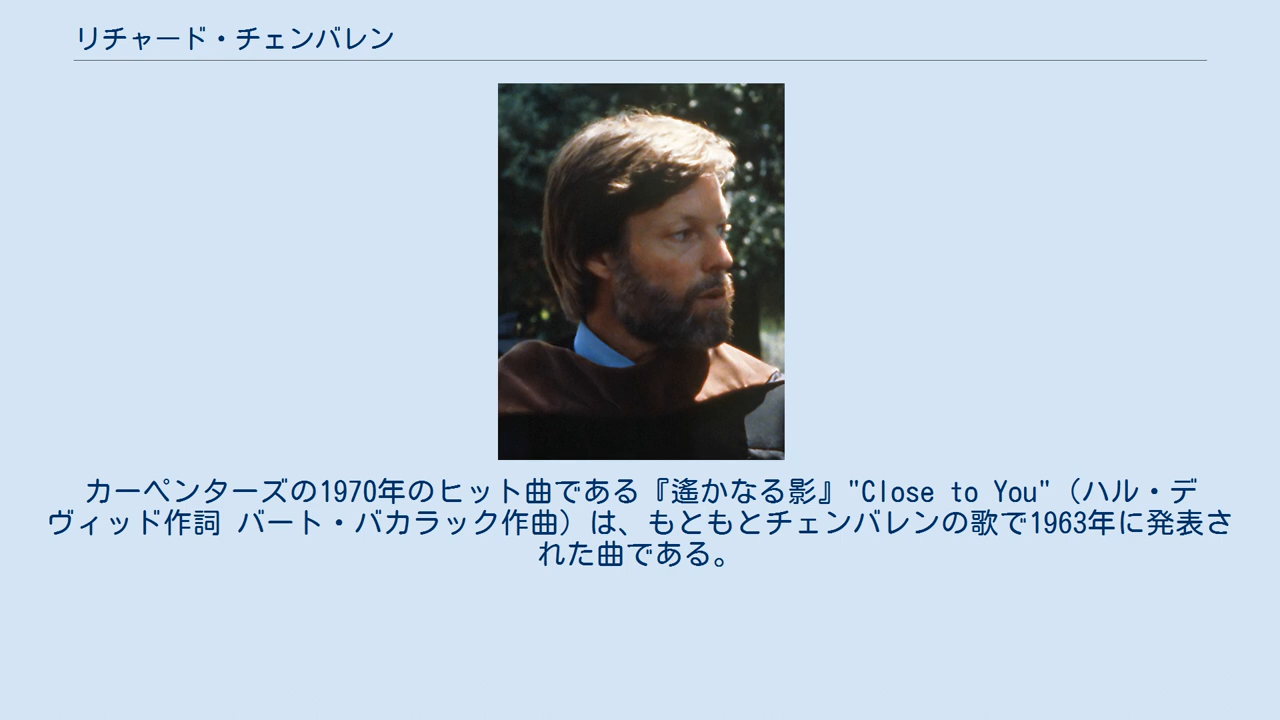 リチャード・チェンバレン
カーペンターズの1970年のヒット曲である『遙かなる影』"Close to You"（ハル・デ
ヴィッド作詞 バート・バカラック作曲）は、もともとチェンバレンの歌で1963年に発表さ
れた曲である。